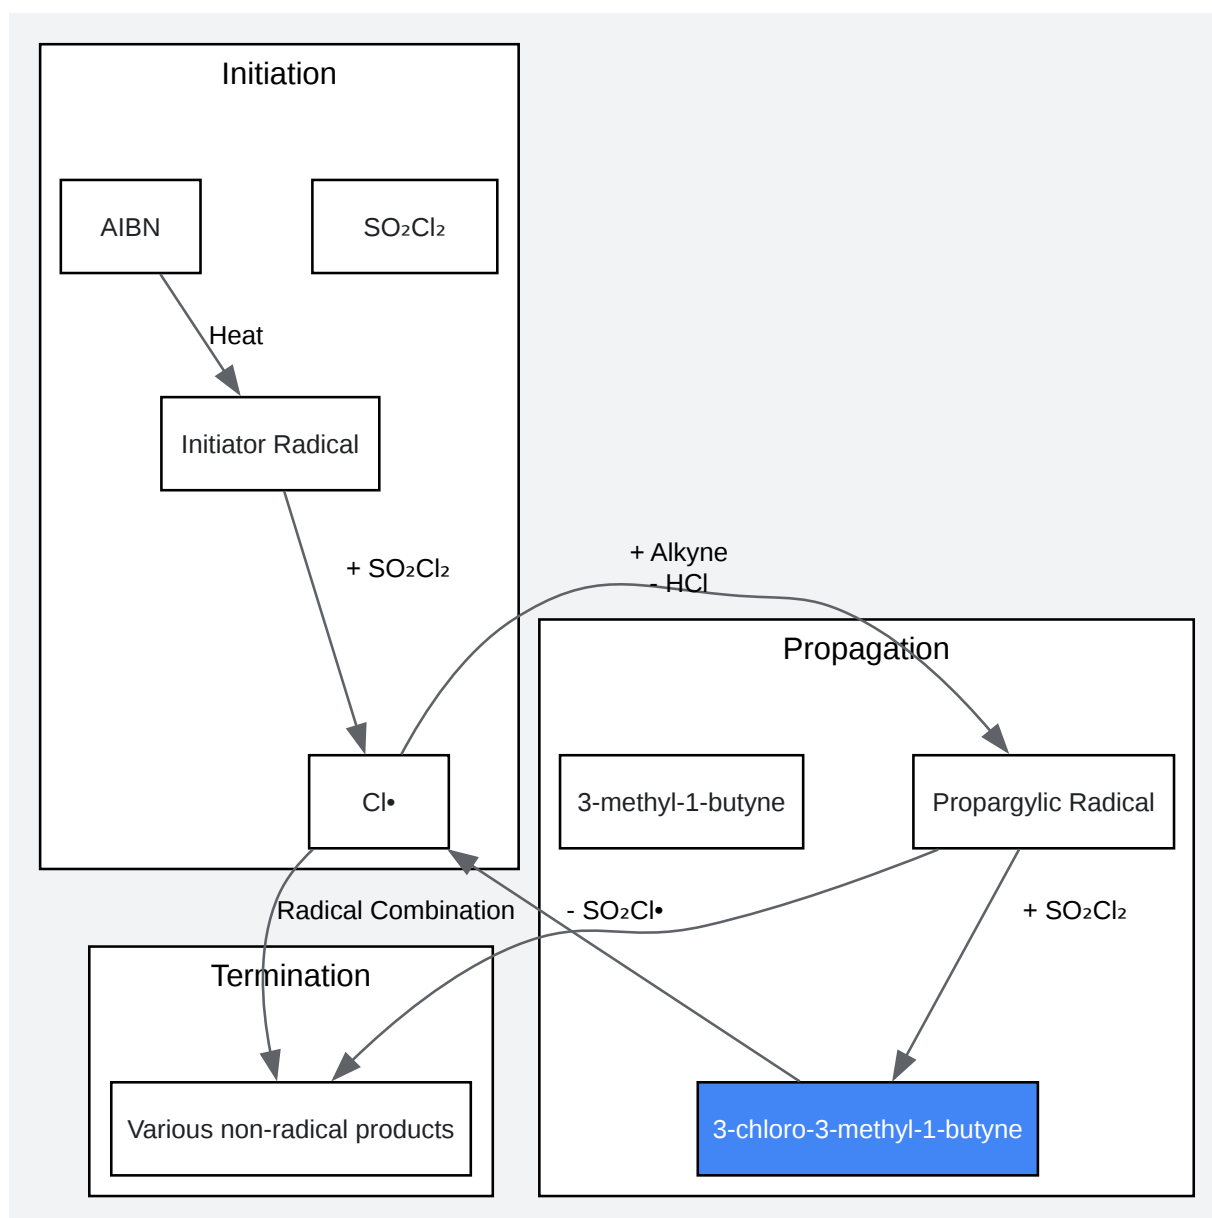 Initiation
AIBN
SO₂Cl₂
Heat
Initiator Radical
+ SO₂Cl₂
+ Alkyne
- HCl
Propagation
Cl•
3-methyl-1-butyne
Propargylic Radical
Radical Combination
- SO₂Cl•
+ SO₂Cl₂
Termination
Various non-radical products
3-chloro-3-methyl-1-butyne